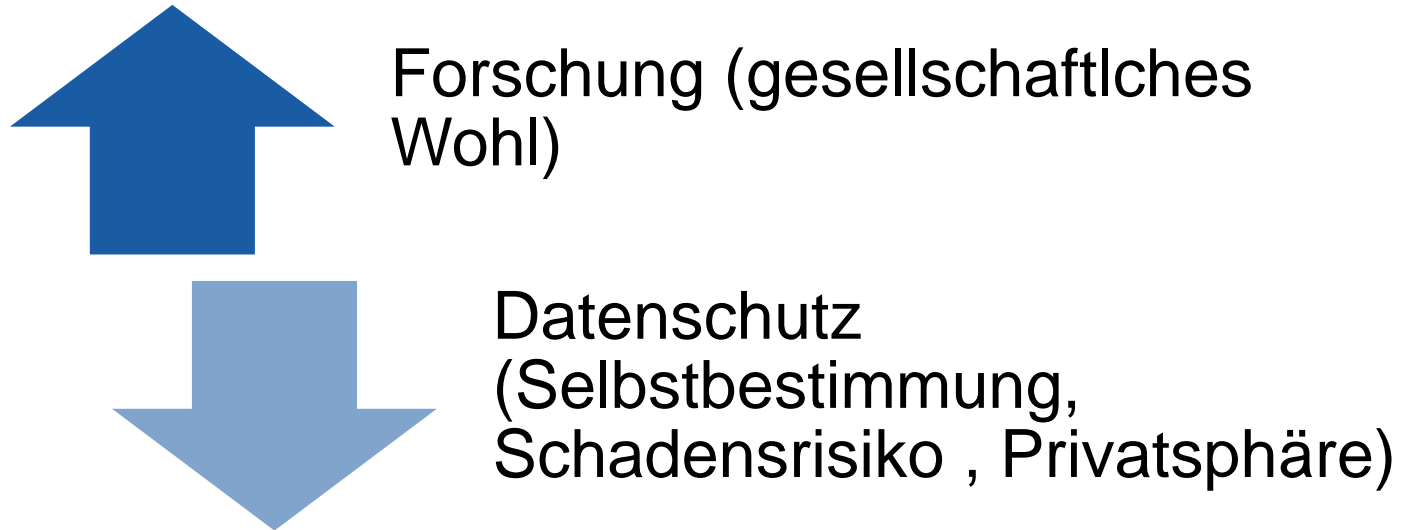 Forschung (gesellschaftlches
Wohl)
Datenschutz
(Selbstbestimmung,
Schadensrisiko , Privatsphäre)